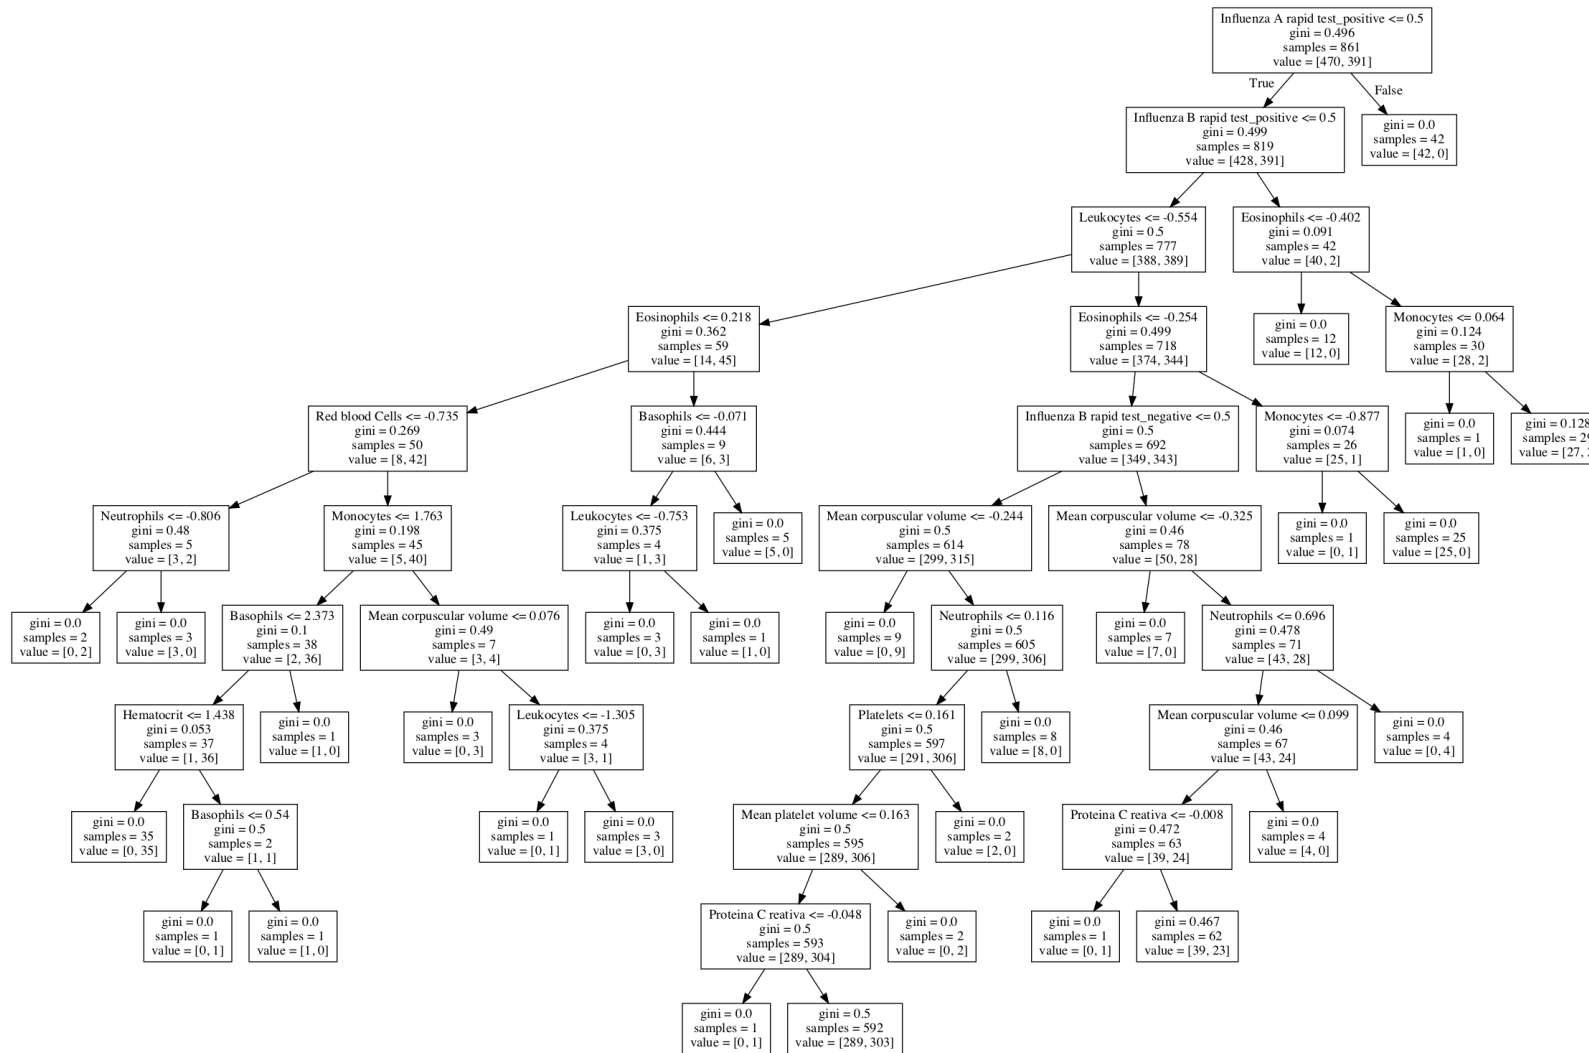 Influenza A rapid test_positive <= 0.5
gini = 0.496
samples = 861
value = [470, 391]
True
False
Influenza B rapid test_positive <= 0.5
gini = 0.499
samples = 819
value = [428, 391]
gini = 0.0
samples = 42
value = [42, 0]
Leukocytes <= -0.554
gini = 0.5
samples = 777
value = [388, 389]
Eosinophils <= -0.402
gini = 0.091
samples = 42
value = [40, 2]
Eosinophils <= 0.218
gini = 0.362
samples = 59
value = [14, 45]
Eosinophils <= -0.254
gini = 0.499
samples = 718
value = [374, 344]
gini = 0.0
samples = 12
value = [12, 0]
Monocytes <= 0.064
gini = 0.124
samples = 30
value = [28, 2]
Red blood Cells <= -0.735
gini = 0.269
samples = 50
value = [8, 42]
Basophils <= -0.071
gini = 0.444
samples = 9
value = [6, 3]
Influenza B rapid test_negative <= 0.5
gini = 0.5
samples = 692
value = [349, 343]
Monocytes <= -0.877
gini = 0.074
samples = 26
value = [25, 1]
gini = 0.0
samples = 1
value = [1, 0]
gini = 0.128
samples = 29
value = [27,
Neutrophils <= -0.806
gini = 0.48
samples = 5
value = [3, 2]
Monocytes <= 1.763
gini = 0.198
samples = 45
value = [5, 40]
Leukocytes <= -0.753
gini = 0.375
samples = 4
value = [1, 3]
gini = 0.0
samples = 5
value = [5, 0]
Mean corpuscular volume <= -0.244
gini = 0.5
samples = 614
value = [299, 315]
Mean corpuscular volume <= -0.325
gini = 0.46
samples = 78
value = [50, 28]
gini = 0.0
samples = 1
value = [0, 1]
gini = 0.0
samples = 25
value = [25, 0]
gini = 0.0
samples = 2
value = [0, 2]
gini = 0.0
samples = 3
value = [3, 0]
Basophils <= 2.373
gini = 0.1
samples = 38
value = [2, 36]
Mean corpuscular volume <= 0.076
gini = 0.49
samples = 7
value = [3, 4]
gini = 0.0
samples = 3
value = [0, 3]
gini = 0.0
samples = 1
value = [1, 0]
gini = 0.0
samples = 9
value = [0, 9]
Neutrophils <= 0.116
gini = 0.5
samples = 605
value = [299, 306]
gini = 0.0
samples = 7
value = [7, 0]
Neutrophils <= 0.696
gini = 0.478
samples = 71
value = [43, 28]
Hematocrit <= 1.438
gini = 0.053
samples = 37
value = [1, 36]
gini = 0.0
samples = 1
value = [1, 0]
gini = 0.0
samples = 3
value = [0, 3]
Leukocytes <= -1.305
gini = 0.375
samples = 4
value = [3, 1]
Platelets <= 0.161
gini = 0.5
samples = 597
value = [291, 306]
gini = 0.0
samples = 8
value = [8, 0]
Mean corpuscular volume <= 0.099
gini = 0.46
samples = 67
value = [43, 24]
gini = 0.0
samples = 4
value = [0, 4]
gini = 0.0
samples = 35
value = [0, 35]
Basophils <= 0.54
gini = 0.5
samples = 2
value = [1, 1]
gini = 0.0
samples = 1
value = [0, 1]
gini = 0.0
samples = 3
value = [3, 0]
Mean platelet volume <= 0.163
gini = 0.5
samples = 595
value = [289, 306]
gini = 0.0
samples = 2
value = [2, 0]
Proteina C reativa <= -0.008
gini = 0.472
samples = 63
value = [39, 24]
gini = 0.0
samples = 4
value = [4, 0]
gini = 0.0
samples = 1
value = [0, 1]
gini = 0.0
samples = 1
value = [1, 0]
Proteina C reativa <= -0.048
gini = 0.5
samples = 593
value = [289, 304]
gini = 0.0
samples = 2
value = [0, 2]
gini = 0.0
samples = 1
value = [0, 1]
gini = 0.467
samples = 62
value = [39, 23]
gini = 0.0
samples = 1
value = [0, 1]
gini = 0.5
samples = 592
value = [289, 303]